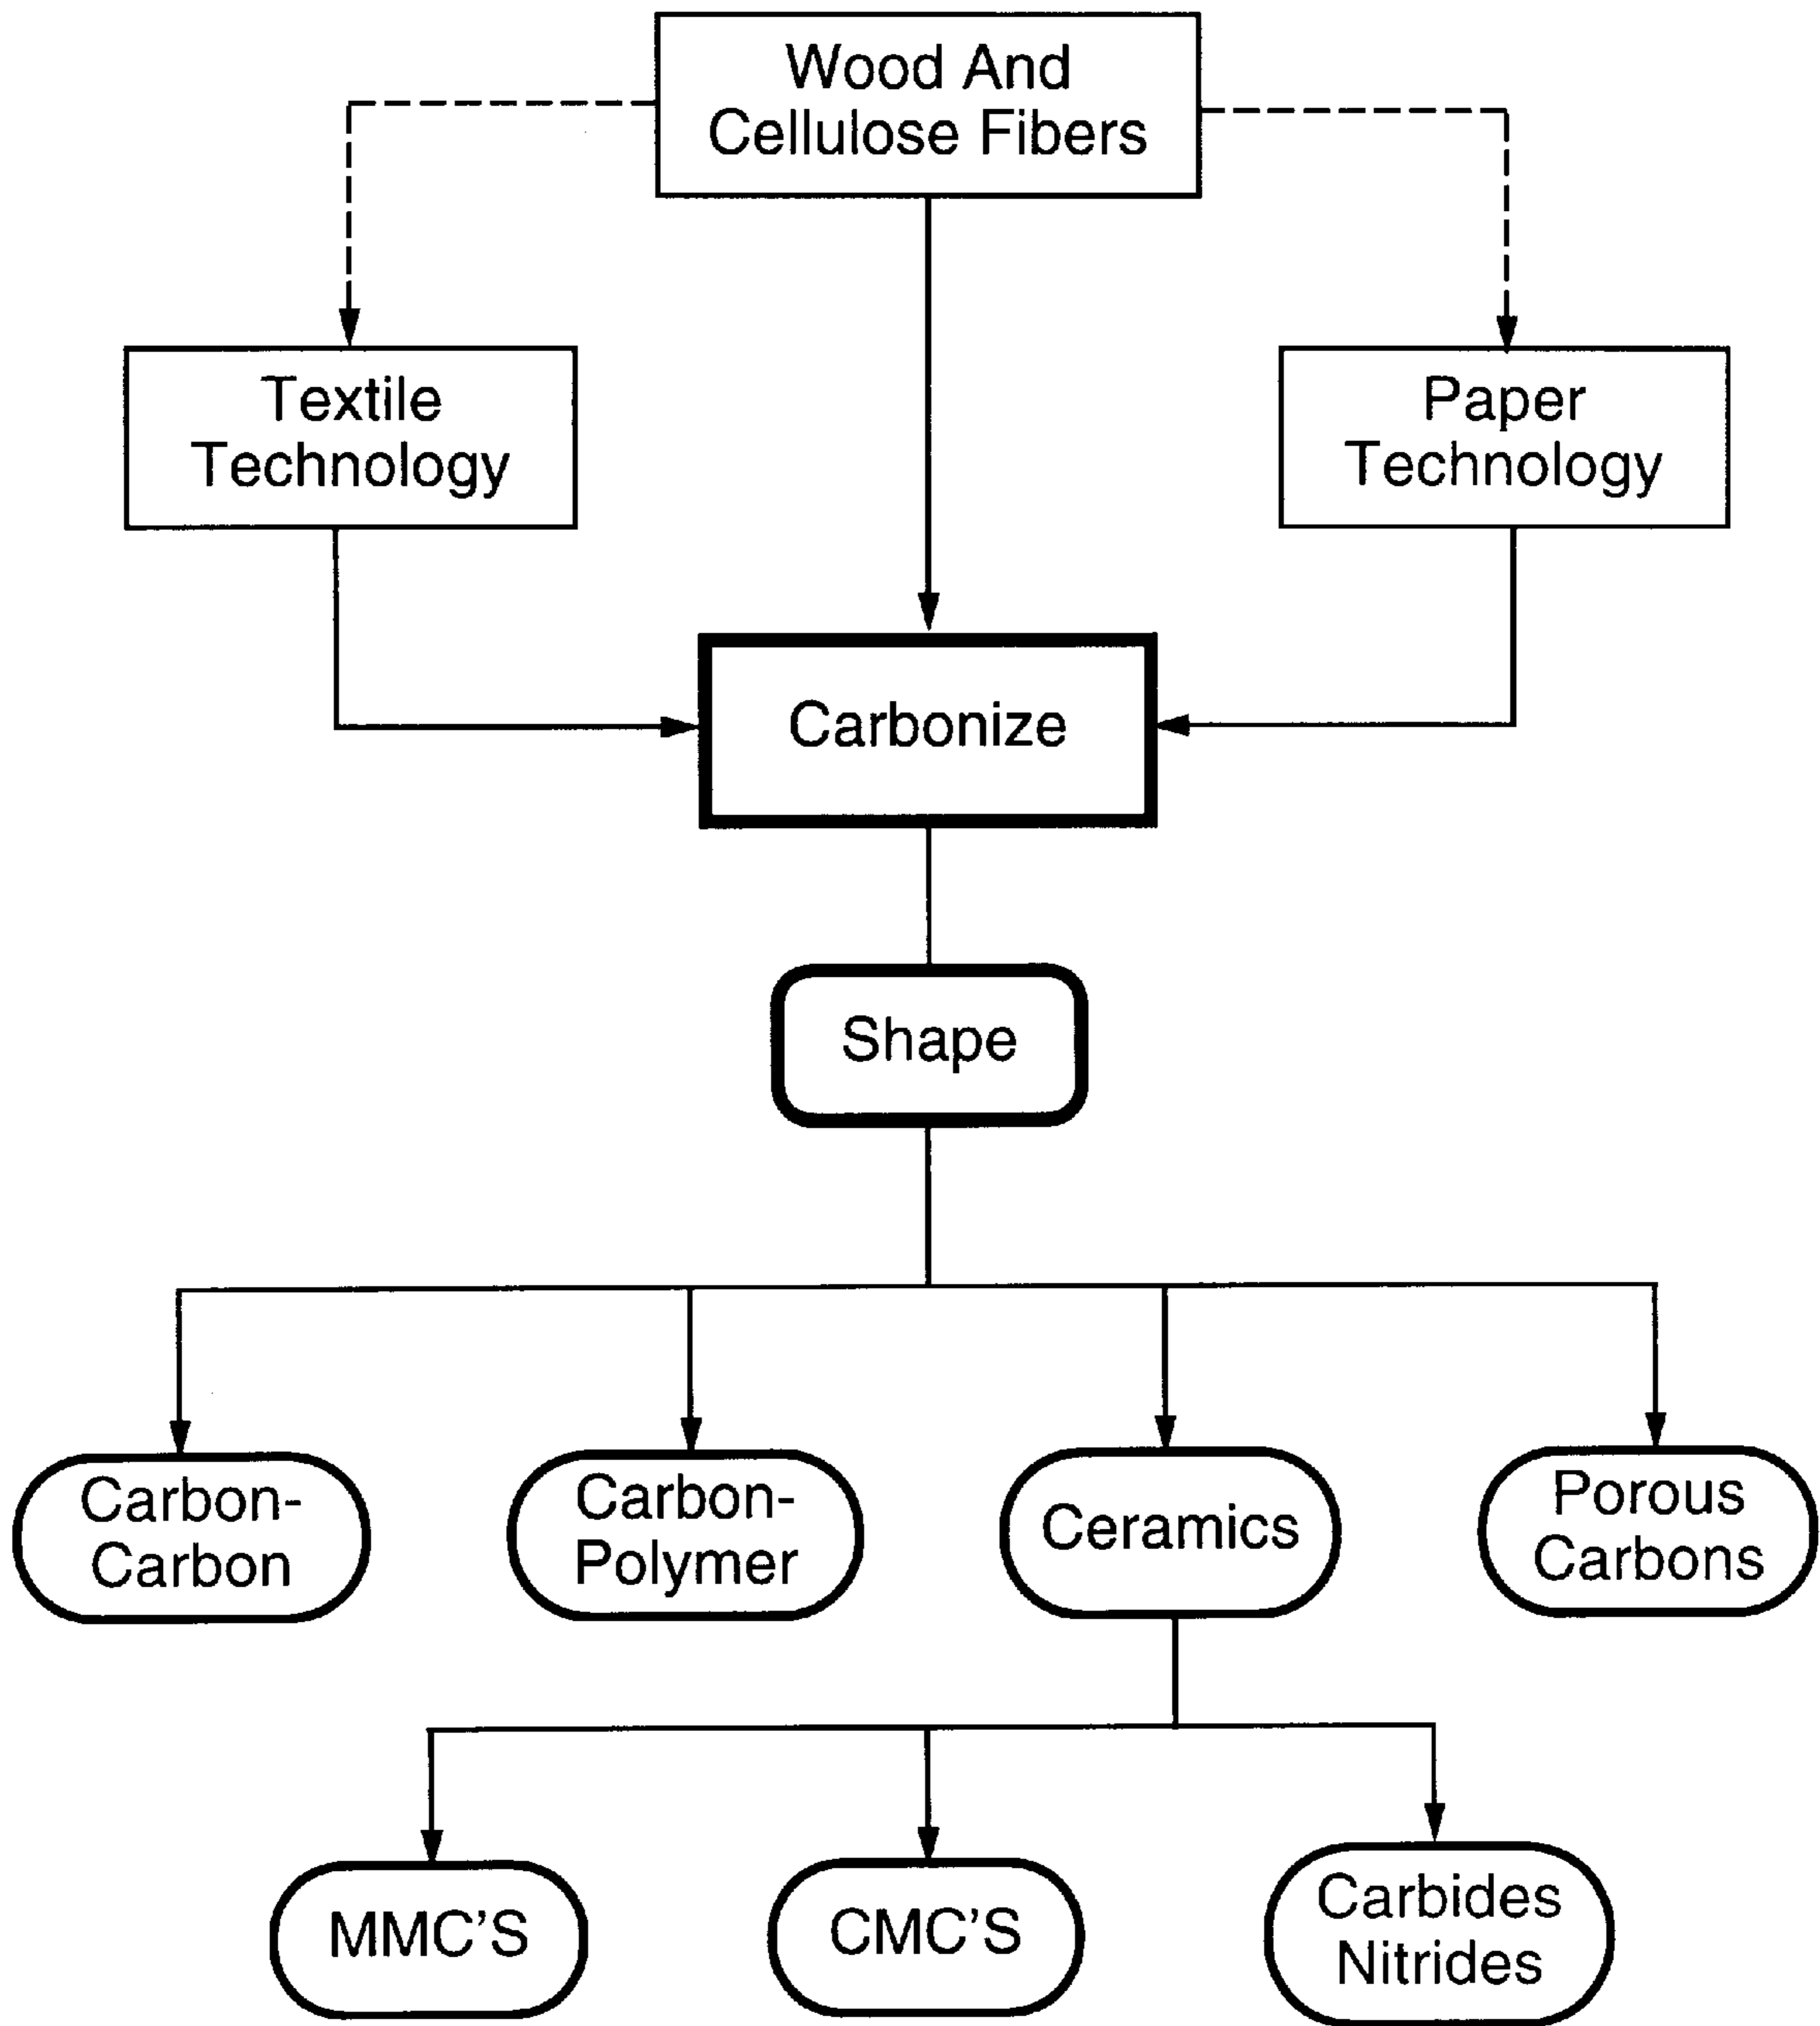 Wood And
Cellulose Fibers
Textile
Technology
Paper
Technology
Carbonize
Shape
Carbon-
Carbon
Carbon-
Polymer
Ceramics
Porous
Carbons
MMC'S
CMC'S
Carbides
Nitrides